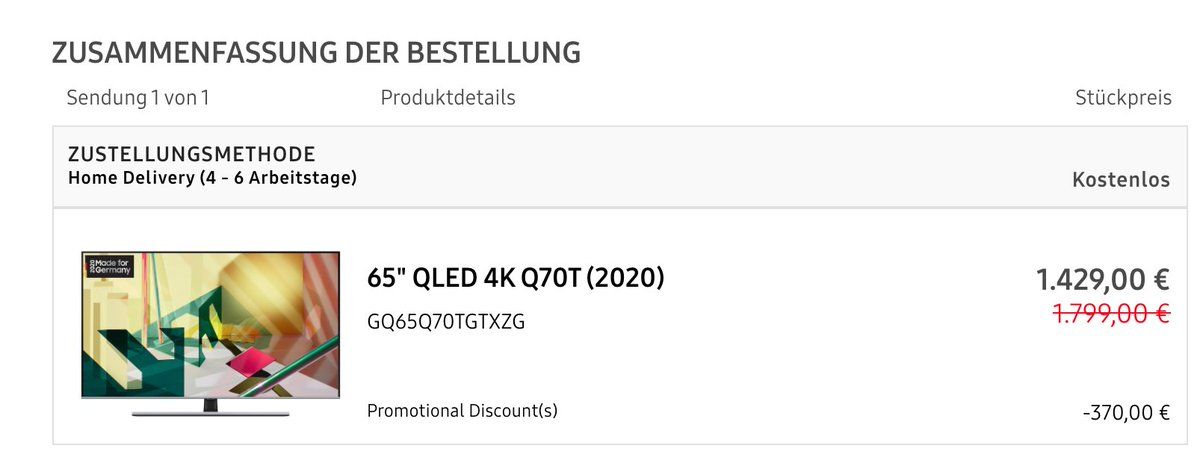 ZUSAMMENFASSUNG DER BESTELLUNG
Sendung 1 von 1 Produktdetails Stückpreis
ZUSTELLUNGSMETHODE
Home Delivery (4 - 6 Arbeitstage) Kostenlos
2020 Made for
Germany
65" QLED 4K Q70T (2020) 1.429,00 €
GQ65Q70TGTXZG 1.799,00 €
Promotional Discount(s) -370,00 €